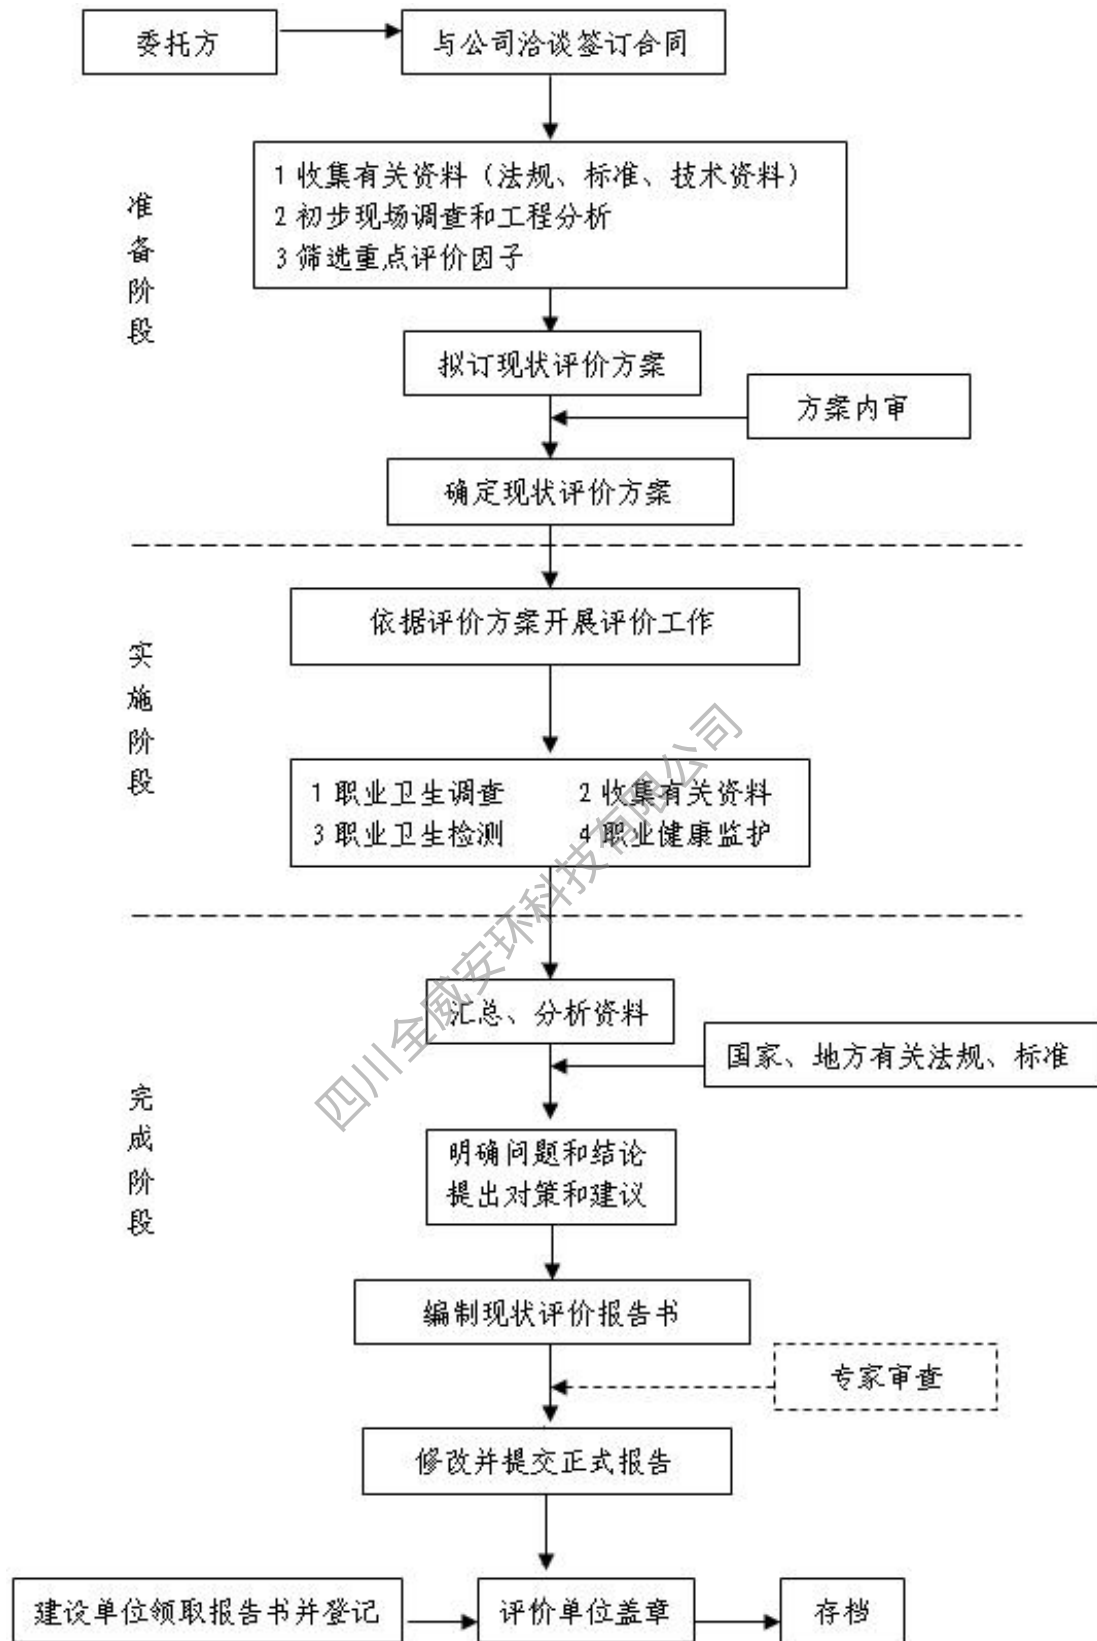 委托方
与公司洽谈签订合同
准备阶段
1 收集有关资料（法规、标准、技术资料）
2 初步现场调查和工程分析
3 筛选重点评价因子
拟订现状评价方案
方案内审
确定现状评价方案
实施阶段
依据评价方案开展评价工作
1 职业卫生调查 2 收集有关资料
3 职业卫生检测 4 职业健康监护
四川全威安环科技有限公司
完成阶段
汇总、分析资料
国家、地方有关法规、标准
明确问题和结论
提出对策和建议
编制现状评价报告书
专家审查
修改并提交正式报告
建设单位领取报告书并登记
评价单位盖章
存档